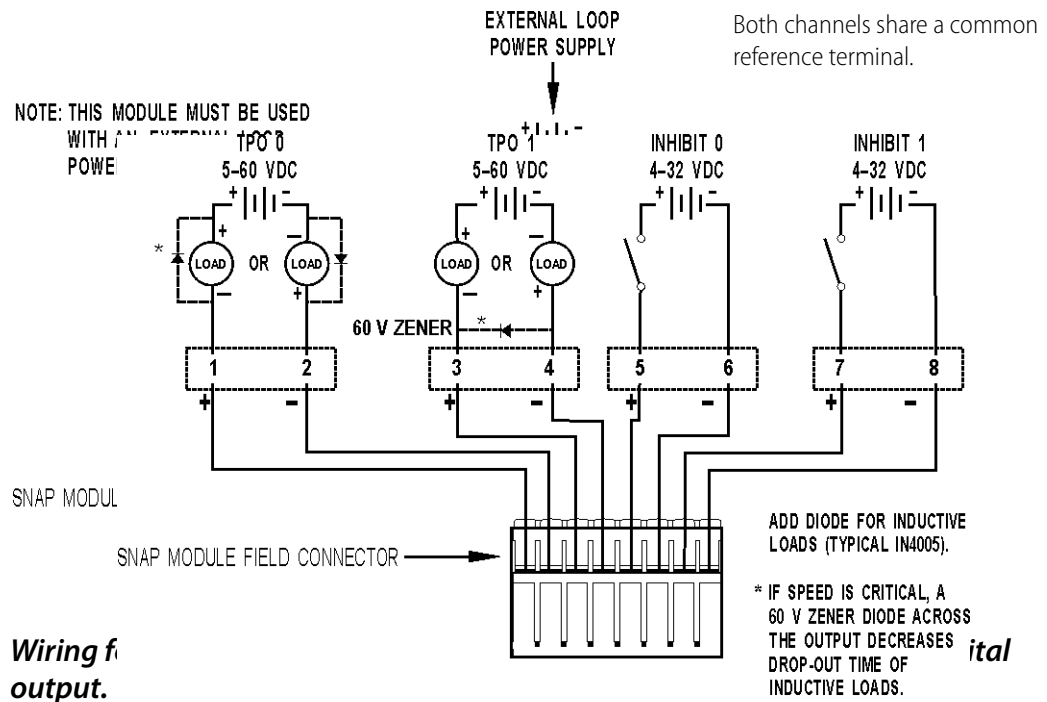 EXTERNAL LOOP
POWER SUPPLY
Both channels share a common
reference terminal.
NOTE: THIS MODULE MUST BE USED
WITH
POWE
+ -
TPO 0
5–60 VDC
TPO 1
5–60 VDC
INHIBIT 0
4–32 VDC
INHIBIT 1
4–32 VDC
+ -
+ -
+ -
+ -
* + LOAD - OR - LOAD +
+ LOAD - OR - LOAD +
60 V ZENER *
1 2 3 4 5 6 7 8
+ - + - + - + -
SNAP MODUL
SNAP MODULE FIELD CONNECTOR
ADD DIODE FOR INDUCTIVE
LOADS (TYPICAL IN4005).
* IF SPEED IS CRITICAL, A
60 V ZENER DIODE ACROSS
THE OUTPUT DECREASES
DROP-OUT TIME OF
INDUCTIVE LOADS.
Wiring ital
output.